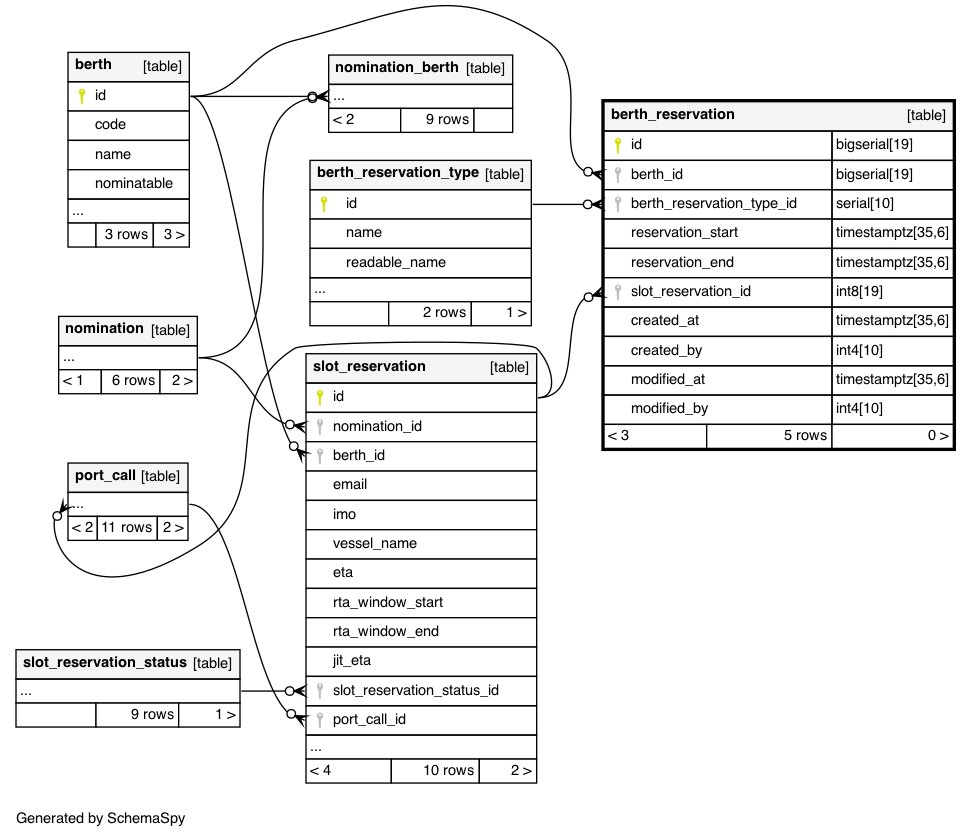 berth [table]
id
code
name
nominatable
...
3 rows 3 >
nomination_berth [table]
...
< 2 9 rows
berth_reservation_type [table]
id
name
readable_name
...
2 rows 1 >
berth_reservation [table]
id bigserial[19]
berth_id bigserial[19]
berth_reservation_type_id serial[10]
reservation_start timestamptz[35,6]
reservation_end timestamptz[35,6]
slot_reservation_id int8[19]
created_at timestamptz[35,6]
created_by int4[10]
modified_at timestamptz[35,6]
modified_by int4[10]
< 3 5 rows 0 >
nomination [table]
...
< 1 6 rows 2 >
slot_reservation [table]
id
nomination_id
berth_id
email
imo
vessel_name
eta
rta_window_start
rta_window_end
jit_eta
slot_reservation_status_id
port_call_id
...
< 4 10 rows 2 >
port_call [table]
...
< 2 11 rows 2 >
slot_reservation_status [table]
...
9 rows 1 >
Generated by SchemaSpy